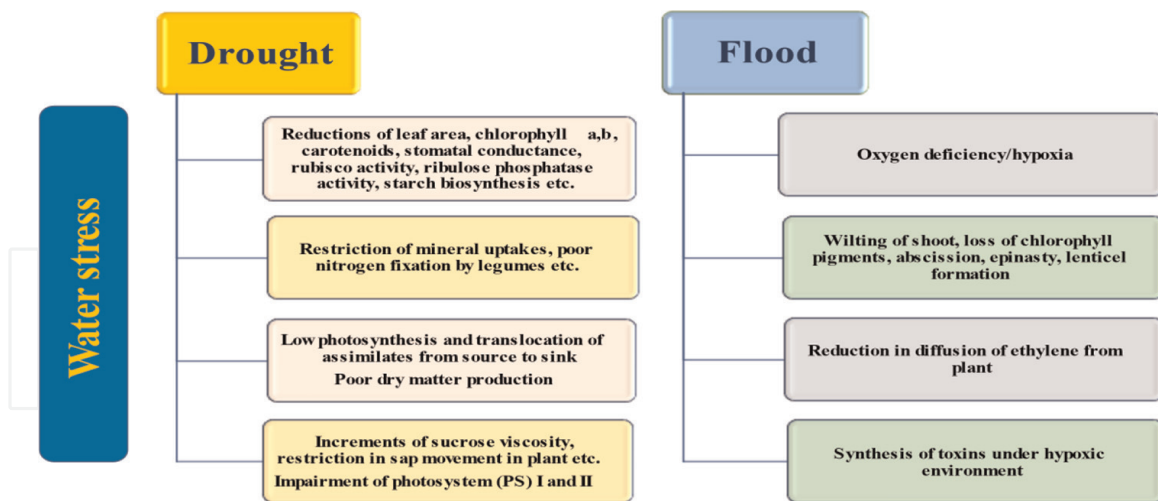 Water stress
Drought
Reductions of leaf area, chlorophyll a,b,
carotenoids, stomatal conductance,
rubisco activity, ribulose phosphatase
activity, starch biosynthesis etc.
Restriction of mineral uptakes, poor
nitrogen fixation by legumes etc.
Low photosynthesis and translocation of
assimilates from source to sink
Poor dry matter production
Increments of sucrose viscosity,
restriction in sap movement in plant etc.
Impairment of photosystem (PS) I and II
Flood
Oxygen deficiency/hypoxia
Wilting of shoot, loss of chlorophyll
pigments, abscission, epinasty, lenticel
formation
Reduction in diffusion of ethylene from
plant
Synthesis of toxins under hypoxic
environment